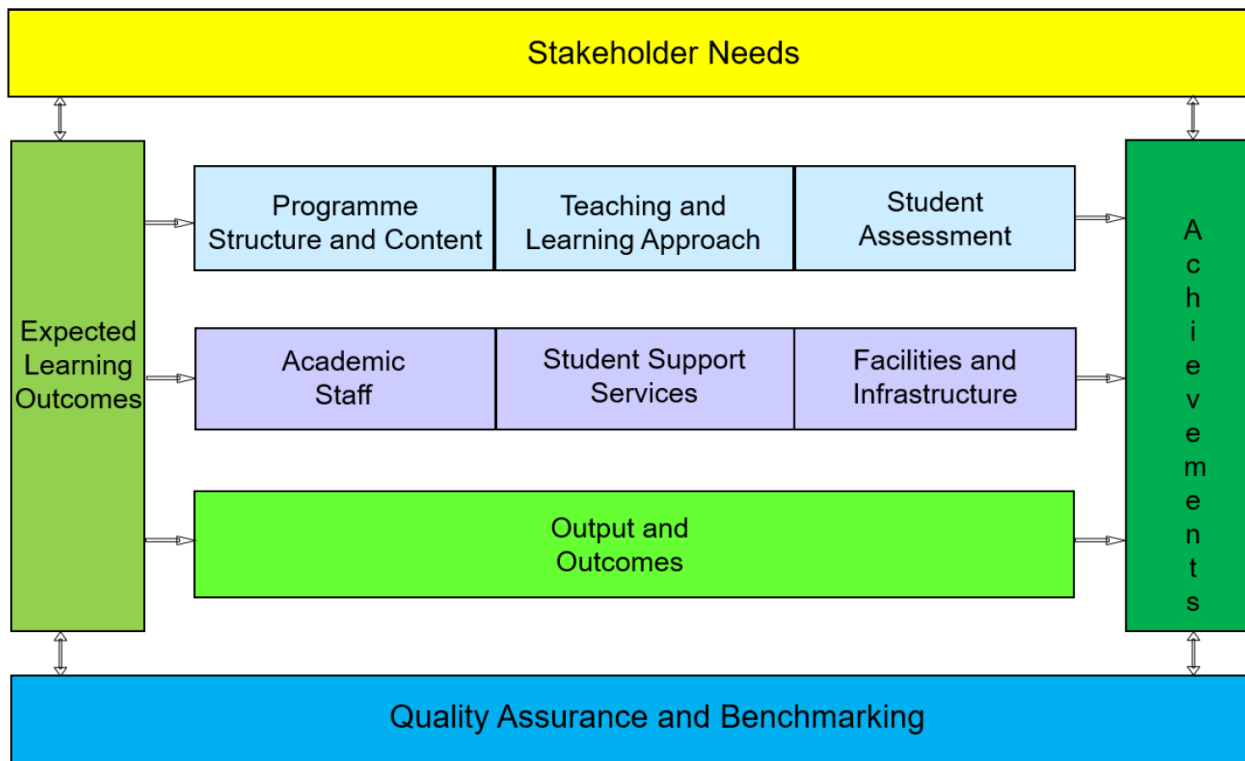 Stakeholder Needs
Expected
Learning
Outcomes
Programme
Structure and Content
Teaching and
Learning Approach
Student
Assessment
Academic
Staff
Student Support
Services
Facilities and
Infrastructure
Output and
Outcomes
A
c
h
i
e
v
e
m
e
n
t
s
Quality Assurance and Benchmarking